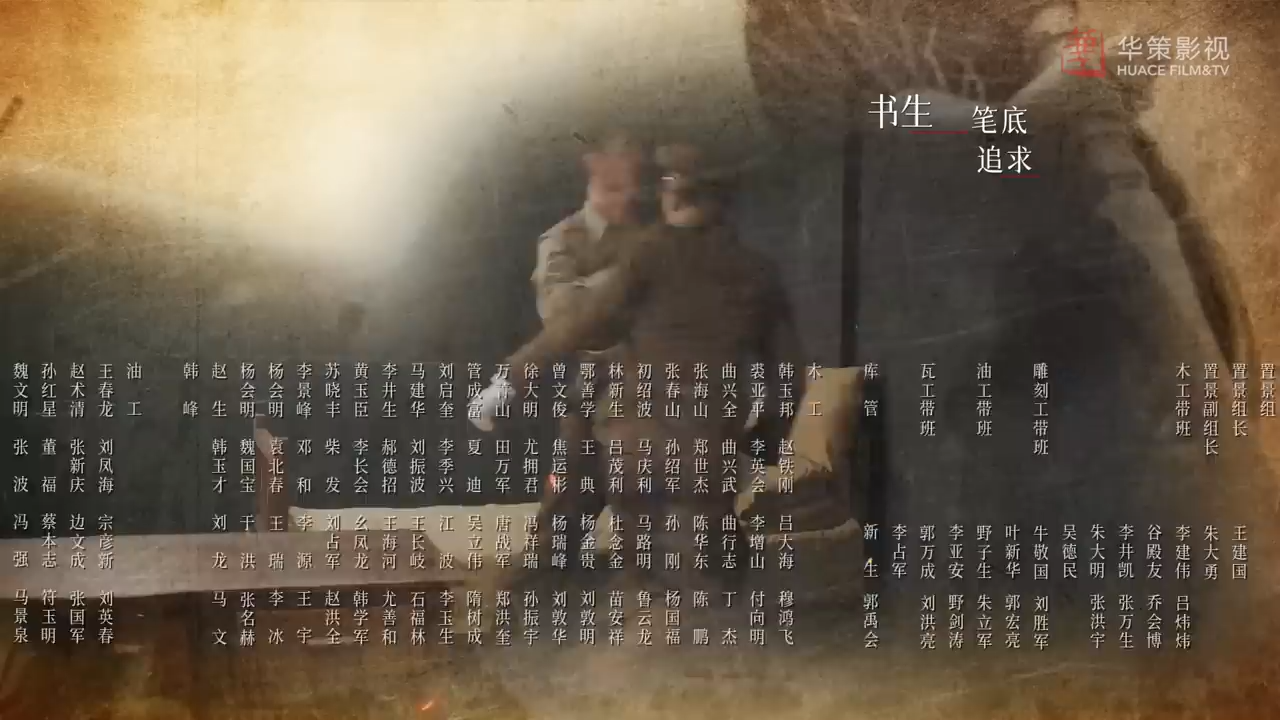 华策影视
HUACE FILM&TV
书生 笔底
追求
置景组
置景组长 王建国
置景副组长 朱大勇
木工带班 李建伟 吕炜炜
谷殿友 乔会博
李井凯 张万生
朱大明 张洪宇
吴德民
雕刻工带班 牛敬国 刘胜军
叶新华 郭宏亮
油工带班 野子生 朱立军
李亚安 野剑涛
瓦工带班 郭万成 刘洪亮
李占军
库管 新生 郭禹会
木工
韩玉邦 赵铁刚 吕大海 穆鸿飞
裘亚平 李英会 李增山 付向明
曲兴全 曲兴武 曲行志 丁杰
张海山 郑世杰 陈华东 陈鹏
张春山 孙绍军 孙刚 杨国福
初绍波 马庆利 马路明 鲁云龙
林新生 吕茂利 杜念金 苗安祥
鄂善学 王典 杨金贵 刘敦明
曾文俊 焦运彬 杨瑞峰 刘敦华
徐大明 尤拥君 冯祥瑞 孙振宇
山 田万军 唐战军 郑洪奎
管成富 夏迪 吴立伟 隋树成
刘启奎 李季兴 江波 李玉生
马建华 刘振波 王长岐 石福林
李井生 郝德招 王海河 尤善和
黄玉臣 李长会 幺凤龙 韩学军
苏晓丰 柴发 刘占军 赵洪全
李景峰 邓和 李源 王宇
杨会明 袁北春 王瑞 李冰
杨会明 魏国宝 于洪 张名赫
赵生 韩玉才 刘龙 马文
韩峰
油工
王春龙 刘凤海 宗彦新 刘英春
赵术清 张新庆 边文成 张国军
孙红星 董福 蔡本志 符玉明
魏文明 张波 冯强 马景泉